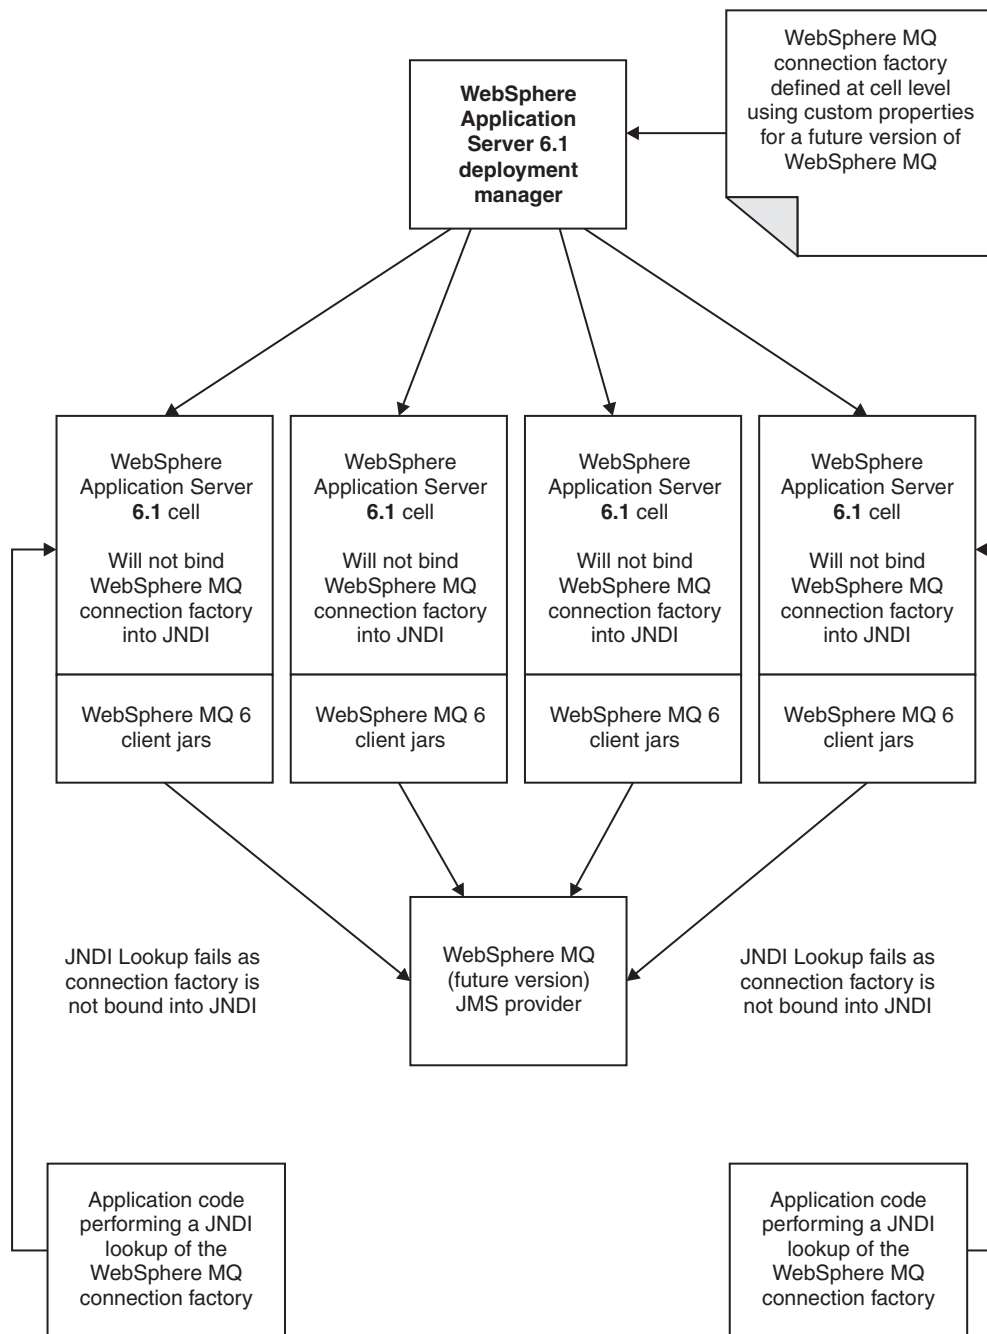 WebSphere MQ
connection factory
defined at cell level
using custom properties
for a future version of
WebSphere MQ
WebSphere
Application
Server 6.1
deployment
manager
WebSphere
Application Server
6.1 cell
Will not bind
WebSphere MQ
connection factory
into JNDI
WebSphere MQ 6
client jars
WebSphere
Application Server
6.1 cell
Will not bind
WebSphere MQ
connection factory
into JNDI
WebSphere MQ 6
client jars
WebSphere
Application Server
6.1 cell
Will not bind
WebSphere MQ
connection factory
into JNDI
WebSphere MQ 6
client jars
WebSphere
Application Server
6.1 cell
Will not bind
WebSphere MQ
connection factory
into JNDI
WebSphere MQ 6
client jars
JNDI Lookup fails as
connection factory is
not bound into JNDI
WebSphere MQ
(future version)
JMS provider
JNDI Lookup fails as
connection factory is
not bound into JNDI
Application code
performing a JNDI
lookup of the
WebSphere MQ
connection factory
Application code
performing a JNDI
lookup of the
WebSphere MQ
connection factory